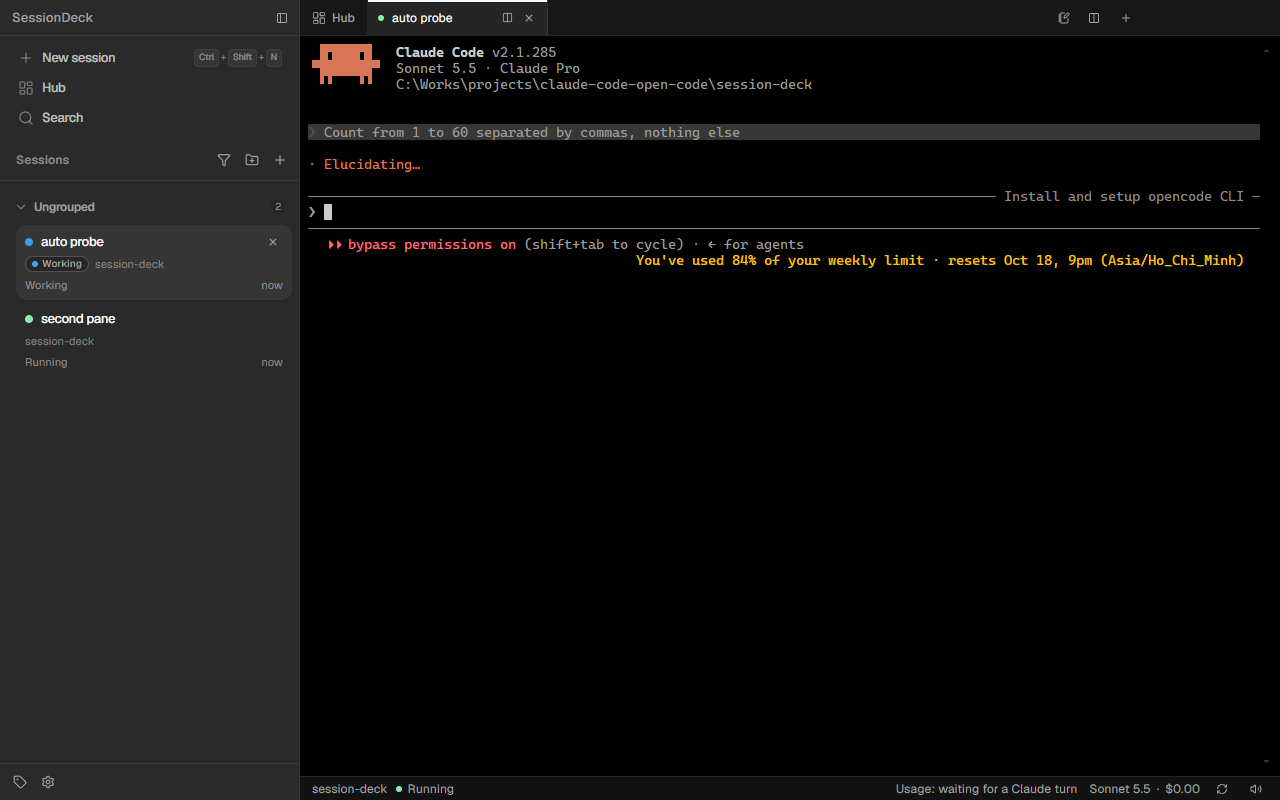 SessionDeck
New session Ctrl + Shift + N
Hub
Search
Sessions
Ungrouped 2
auto probe
Working session-deck
Working now
second pane
session-deck
Running now
Hub auto probe
Claude Code v2.1.285
Sonnet 5.5 · Claude Pro
C:\Works\projects\claude-code-open-code\session-deck
❯ Count from 1 to 60 separated by commas, nothing else
· Elucidating…
Install and setup opencode CLI
❯
⏵⏵ bypass permissions on (shift+tab to cycle) · ← for agents
You've used 84% of your weekly limit · resets Oct 18, 9pm (Asia/Ho_Chi_Minh)
session-deck Running Usage: waiting for a Claude turn Sonnet 5.5 · $0.00